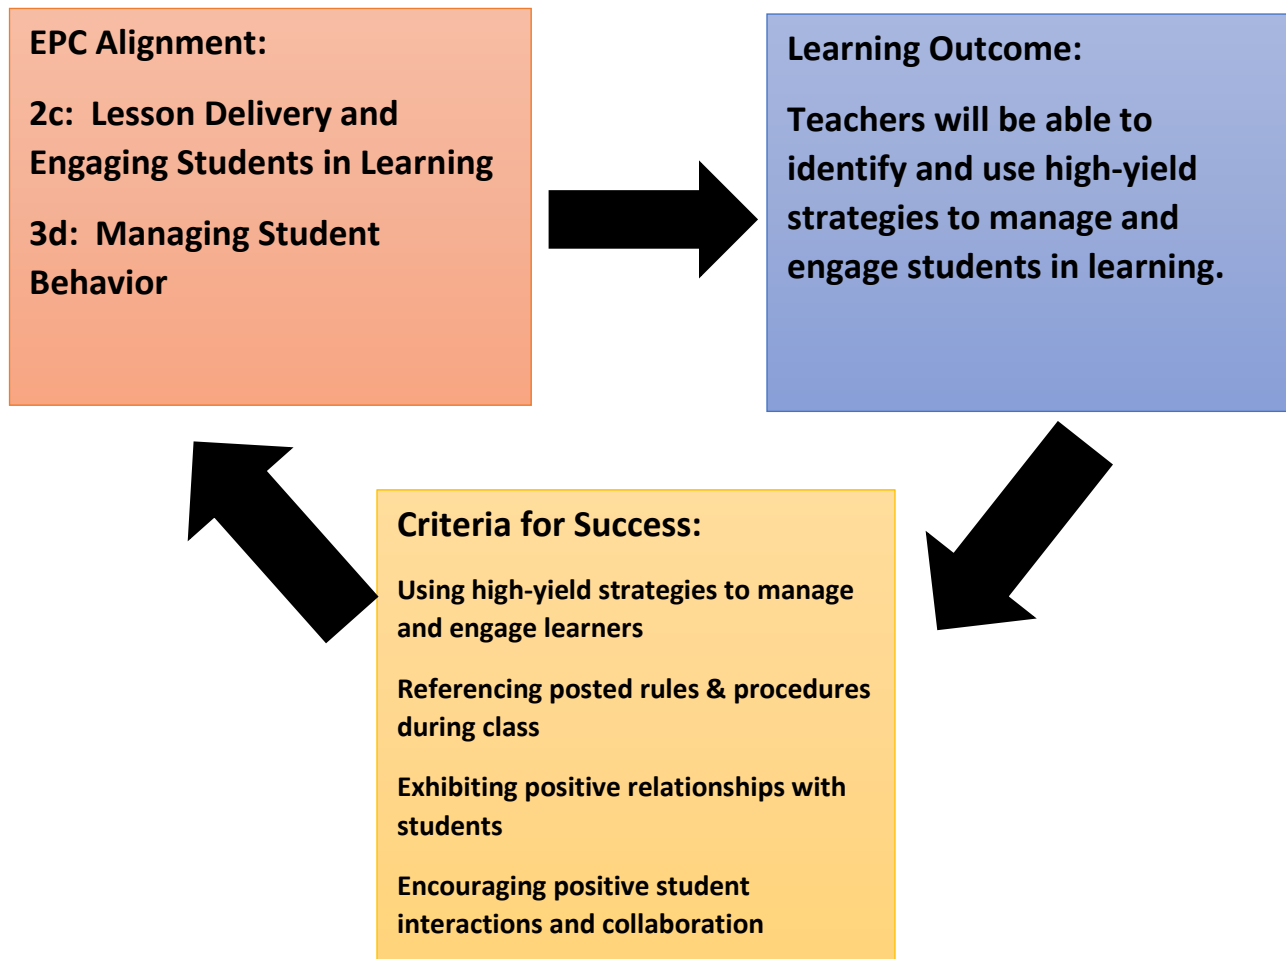 EPC Alignment:
2c:  Lesson Delivery and
Engaging Students in Learning
3d:  Managing Student
Behavior
Learning Outcome:
Teachers will be able to
identify and use high-yield
strategies to manage and
engage students in learning.
Criteria for Success:
Using high-yield strategies to manage
and engage learners
Referencing posted rules & procedures
during class
Exhibiting positive relationships with
students
Encouraging positive student
interactions and collaboration